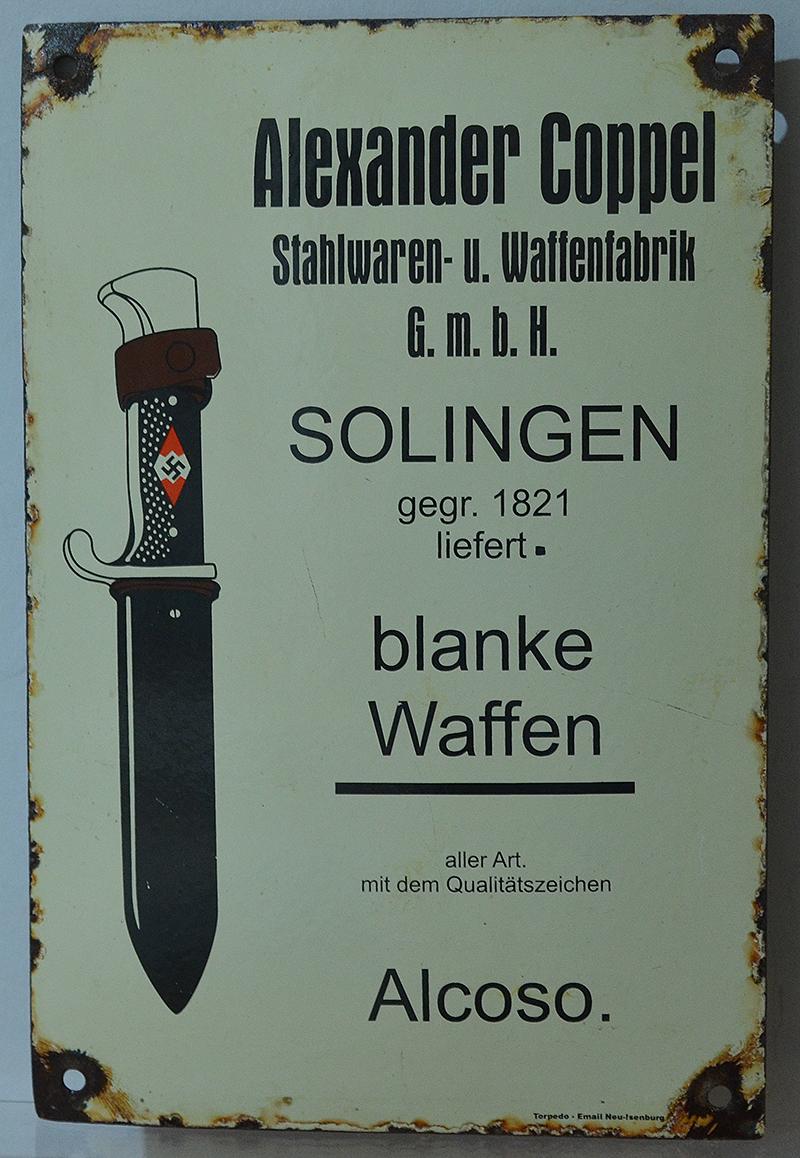 Alexander Coppel
Stahlwaren- u. Waffenfabrik
G. m. b. H.
SOLINGEN
gegr. 1821
liefert.
blanke
Waffen
aller Art.
mit dem Qualitätszeichen
Alcoso.
Torpedo - Email Neu-Isenburg